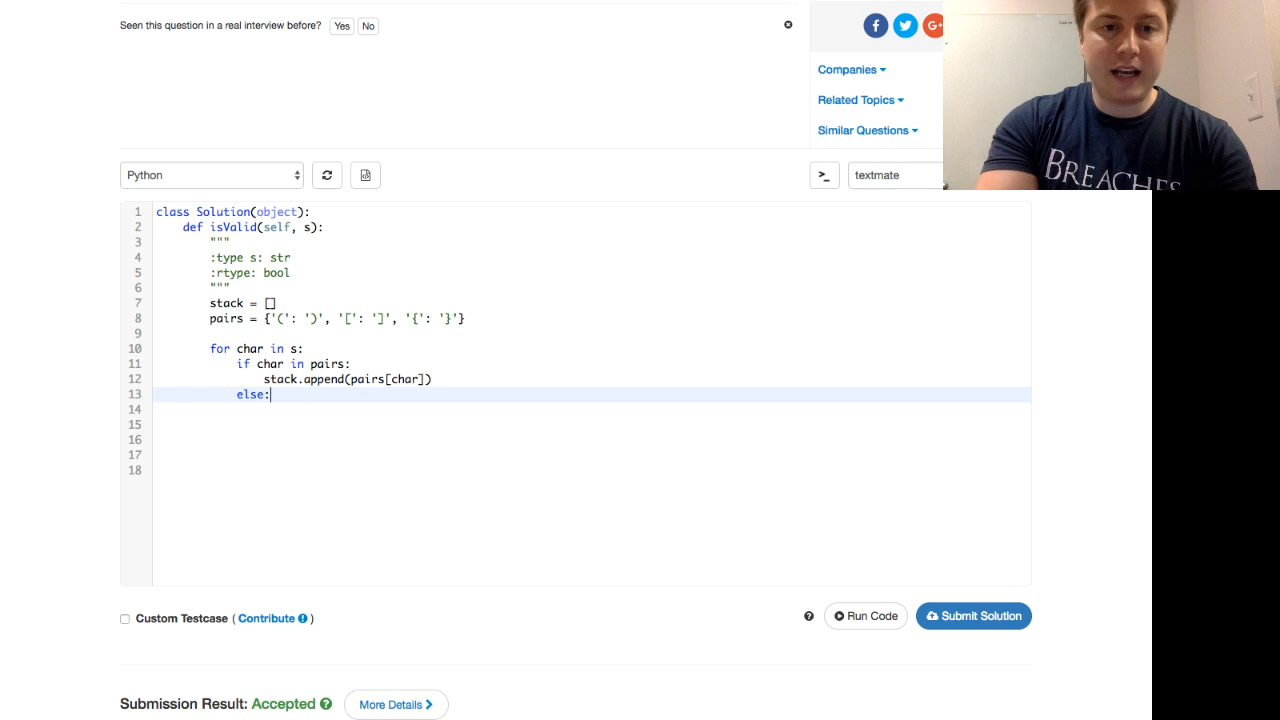 Seen this question in a real interview before? Yes No
Companies
Related Topics
Similar Questions
BREACHES
Python
>_
textmate
1 class Solution(object):
2 def isValid(self, s):
3 """
4 :type s: str
5 :rtype: bool
6 """
7 stack = []
8 pairs = {'(': ')', '[': ']', '{': '}'}
9
10 for char in s:
11 if char in pairs:
12 stack.append(pairs[char])
13 else:
14
15
16
17
18
Custom Testcase ( Contribute )
Run Code
Submit Solution
Submission Result: Accepted
More Details